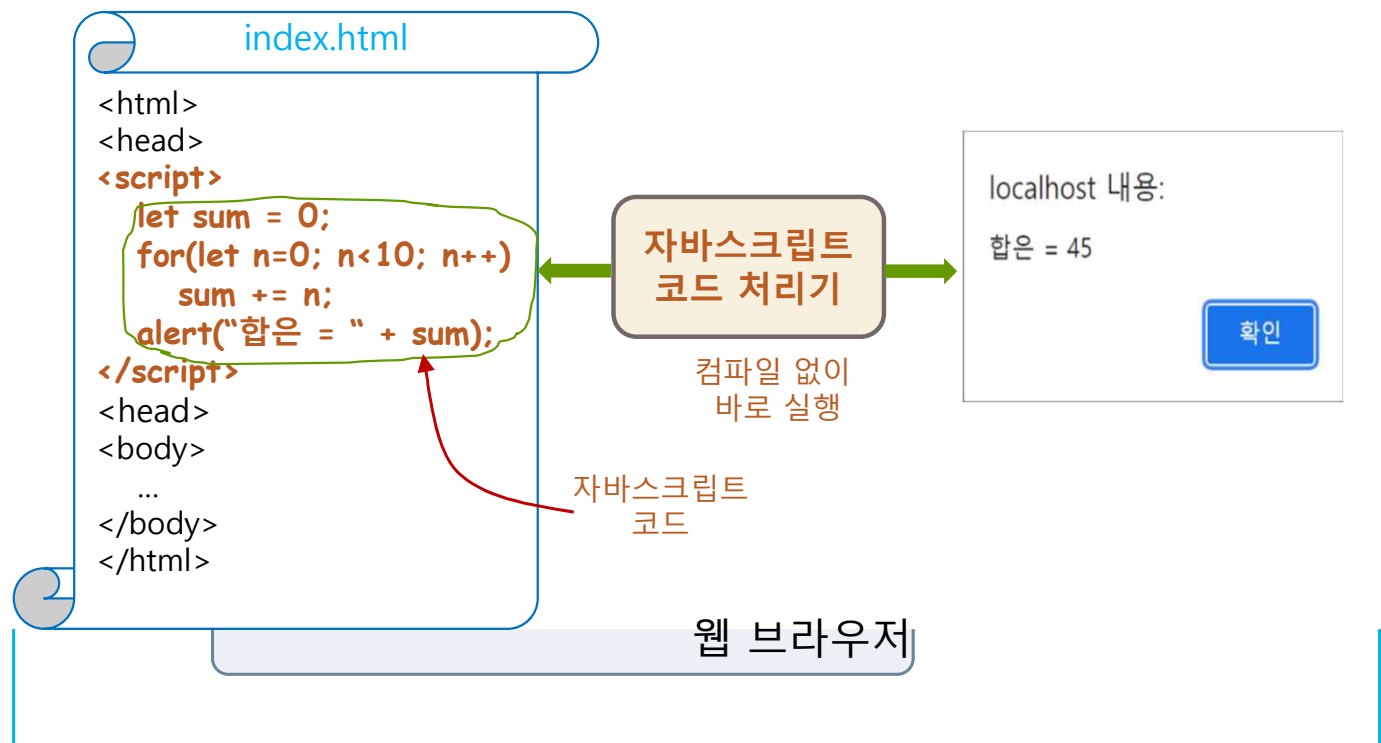 index.html
<html>
<head>
<script>
let sum = 0;
for(let n=0; n<10; n++)
sum += n;
alert(“합은 = “ + sum);
</script>
<head>
<body>
...
</body>
</html>
자바스크립트
코드 처리기
컴파일 없이
바로 실행
자바스크립트
코드
localhost 내용:
합은 = 45
확인
웹 브라우저